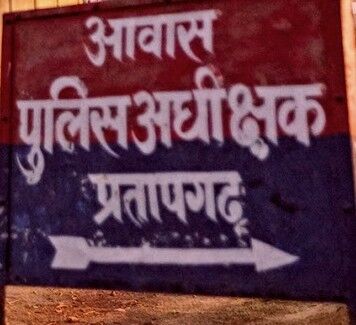 आवास
पुलिस अधीक्षक
प्रतापगढ़